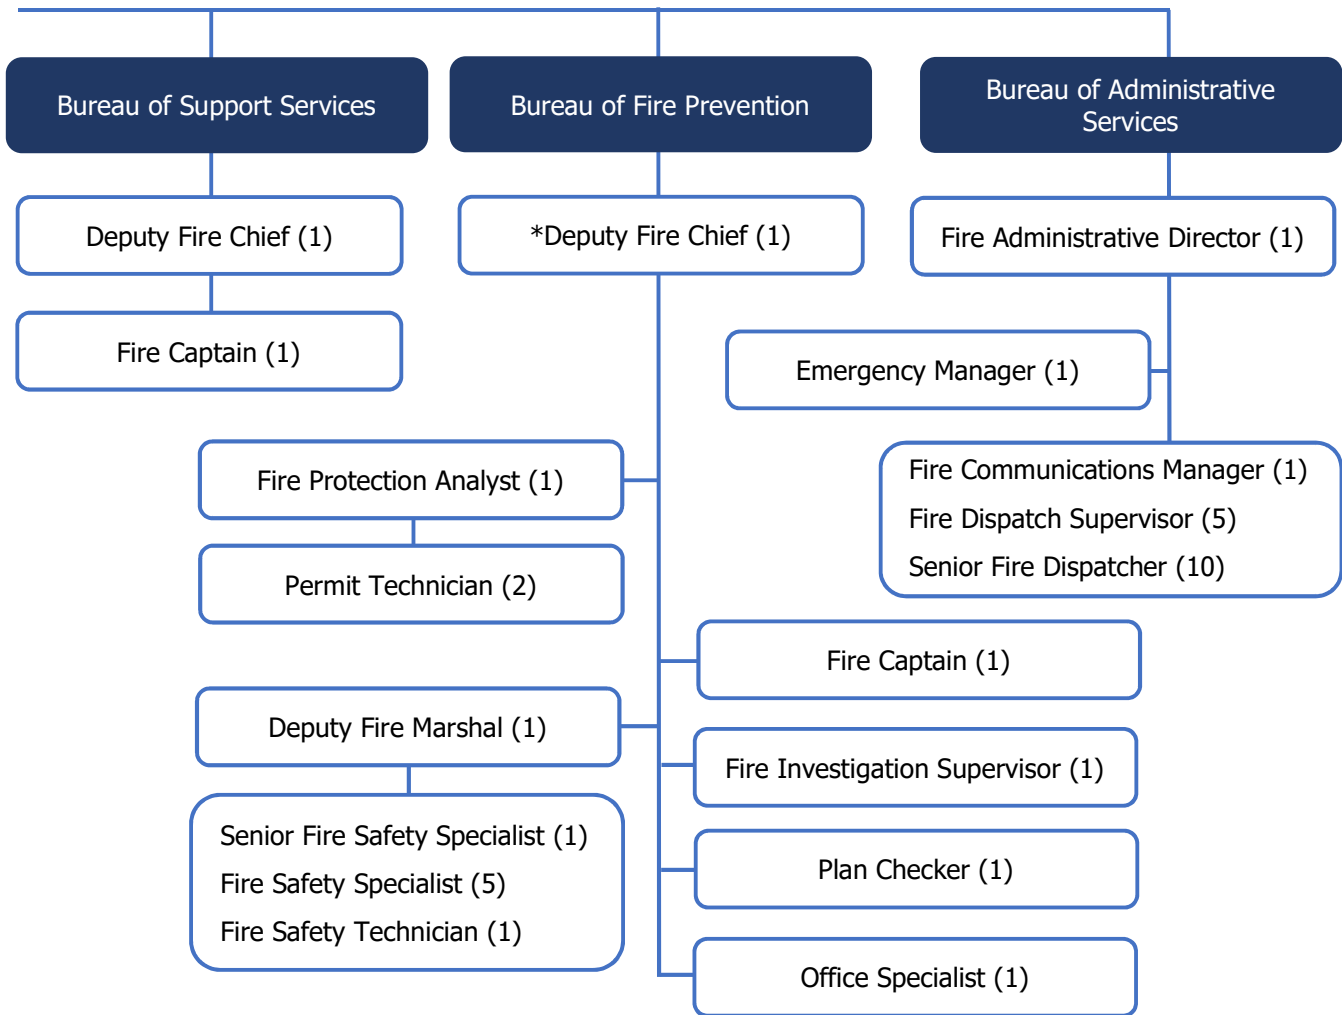 Bureau of Support Services
Bureau of Fire Prevention
Bureau of Administrative
Services
Deputy Fire Chief (1)
*Deputy Fire Chief (1)
Fire Administrative Director (1)
Fire Captain (1)
Emergency Manager (1)
Fire Protection Analyst (1)
Permit Technician (2)
Fire Communications Manager (1)
Fire Dispatch Supervisor (5)
Senior Fire Dispatcher (10)
Fire Captain (1)
Deputy Fire Marshal (1)
Fire Investigation Supervisor (1)
Senior Fire Safety Specialist (1)
Fire Safety Specialist (5)
Fire Safety Technician (1)
Plan Checker (1)
Office Specialist (1)